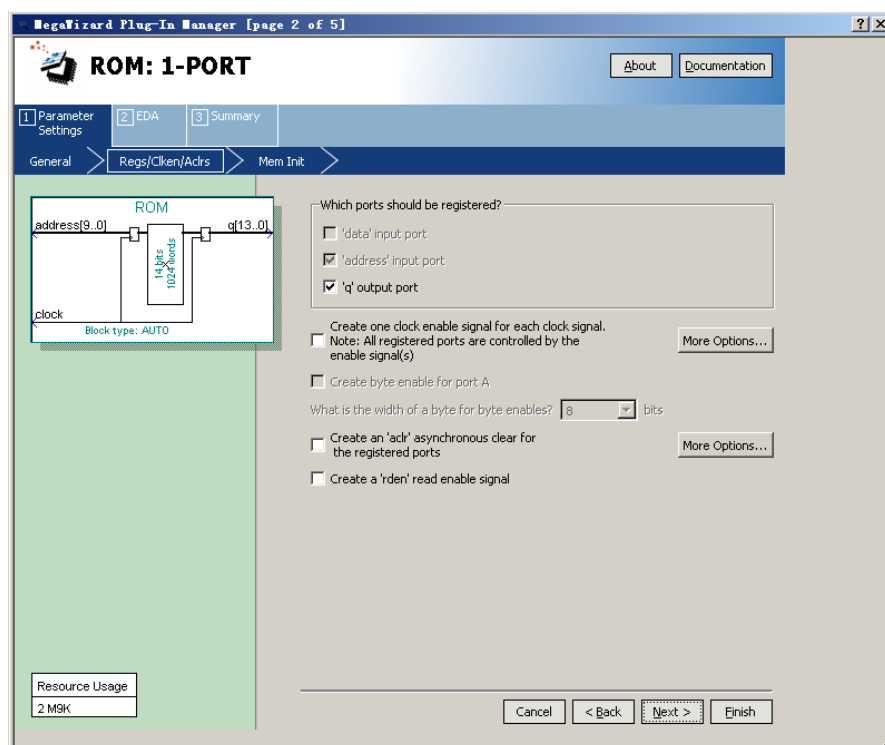 MegaWizard Plug-In Manager [page 2 of 5]
ROM: 1-PORT
About
Documentation
1 Parameter Settings
2 EDA
3 Summary
General
Regs/Clken/Aclrs
Mem Init
ROM
address[9..0]
q[13..0]
14 bits
1024 words
clock
Block type: AUTO
Which ports should be registered?
'data' input port
'address' input port
'q' output port
Create one clock enable signal for each clock signal.
Note: All registered ports are controlled by the
enable signal(s)
More Options...
Create byte enable for port A
What is the width of a byte for byte enables? 8 bits
Create an 'aclr' asynchronous clear for
the registered ports
More Options...
Create a 'rden' read enable signal
Resource Usage
2 M9K
Cancel
< Back
Next >
Finish